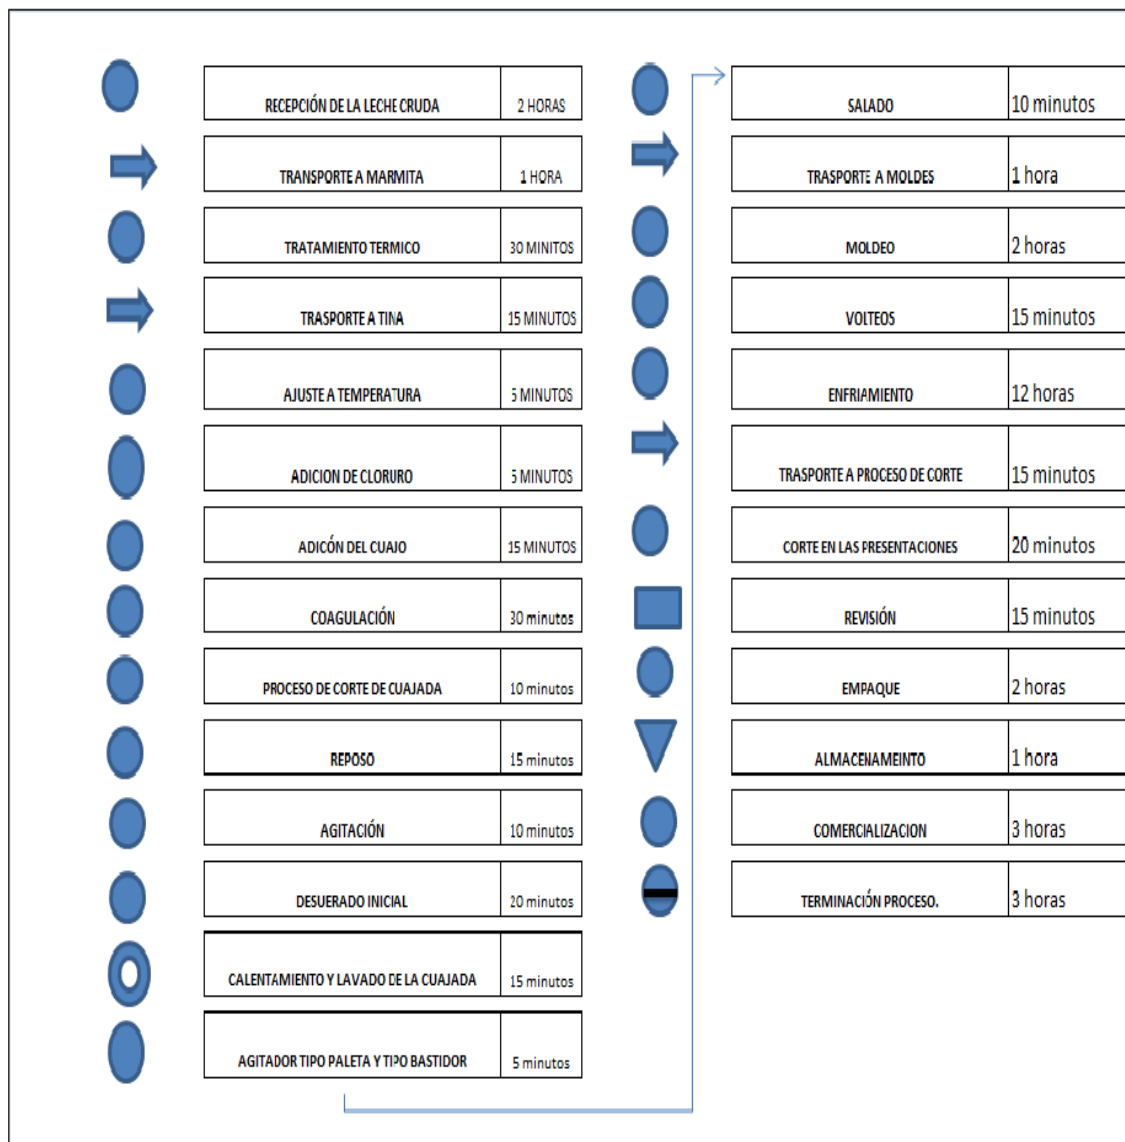 RECEPCIÓN DE LA LECHE CRUDA 2 HORAS
TRANSPORTE A MARMITA 1 HORA
TRATAMIENTO TERMICO 30 MINITOS
TRASPORTE A TINA 15 MINUTOS
AJUSTE A TEMPERATURA 5 MINUTOS
ADICION DE CLORURO 5 MINUTOS
ADICÓN DEL CUAJO 15 MINUTOS
COAGULACIÓN 30 minutos
PROCESO DE CORTE DE CUAJADA 10 minutos
REPOSO 15 minutos
AGITACIÓN 10 minutos
DESUERADO INICIAL 20 minutos
CALENTAMIENTO Y LAVADO DE LA CUAJADA 15 minutos
AGITADOR TIPO PALETA Y TIPO BASTIDOR 5 minutos
SALADO 10 minutos
TRASPORTE A MOLDES 1 hora
MOLDEO 2 horas
VOLTEOS 15 minutos
ENFRIAMIENTO 12 horas
TRASPORTE A PROCESO DE CORTE 15 minutos
CORTE EN LAS PRESENTACIONES 20 minutos
REVISIÓN 15 minutos
EMPAQUE 2 horas
ALMACENAMEINTO 1 hora
COMERCIALIZACION 3 horas
TERMINACIÓN PROCESO. 3 horas